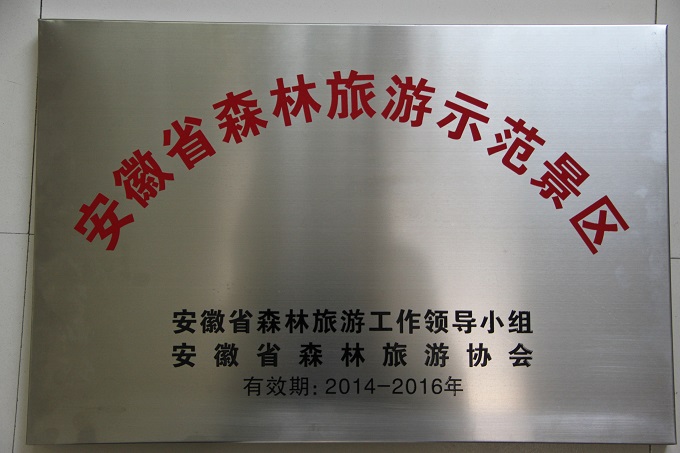 安徽省森林旅游示范景区
安徽省森林旅游工作领导小组
安徽省森林旅游协会
有效期: 2014-2016年